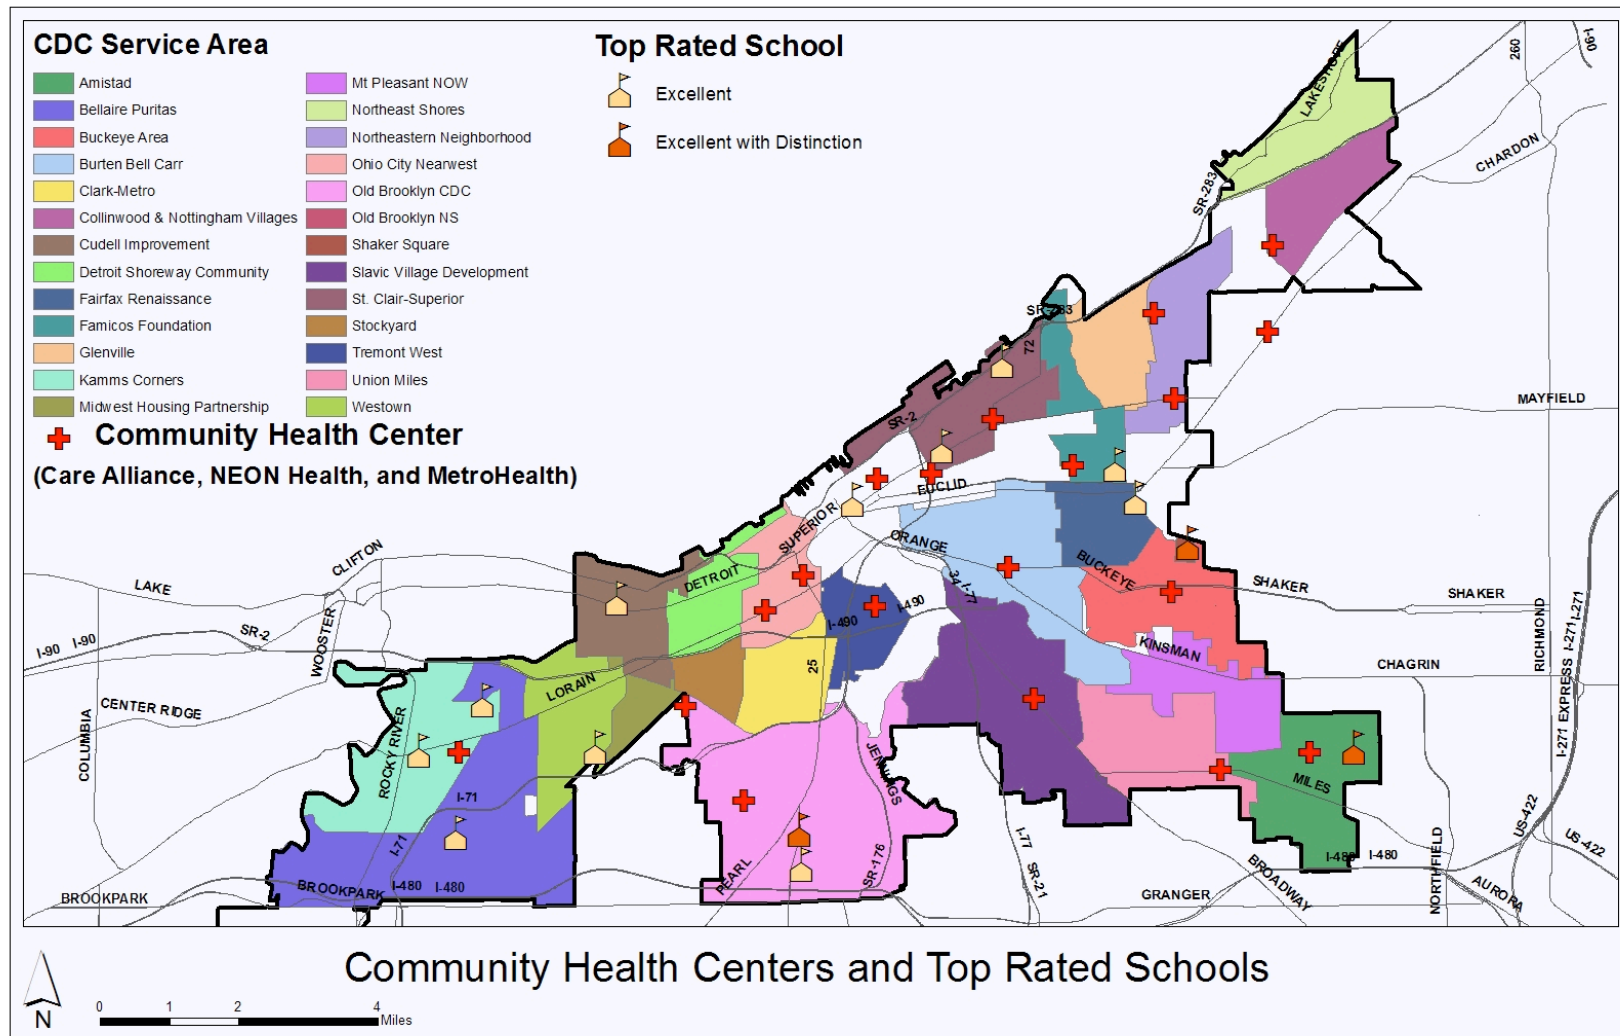 CDC Service Area
Amistad
Bellaire Puritas
Buckeye Area
Burten Bell Carr
Clark-Metro
Collinwood & Nottingham Villages
Cudell Improvement
Detroit Shoreway Community
Fairfax Renaissance
Famicos Foundation
Glenville
Kamms Corners
Midwest Housing Partnership
Mt Pleasant NOW
Northeast Shores
Northeastern Neighborhood
Ohio City Nearwest
Old Brooklyn CDC
Old Brooklyn NS
Shaker Square
Slavic Village Development
St. Clair-Superior
Stockyard
Tremont West
Union Miles
Westown
Community Health Center
(Care Alliance, NEON Health, and MetroHealth)
Top Rated School
Excellent
Excellent with Distinction
LAKESHORE
260
I-90
CHARDON
SR-283
SR-283
72
MAYFIELD
SR-2
EUCLID
SUPERIOR
ORANGE
CLIFTON
LAKE
DETROIT
BUCKEYE
SHAKER
SHAKER
34
I-77
I-490
I-490
I-90
I-90
SR-2
WOOSTER
KINSMAN
CHAGRIN
RICHMOND
I-271
I-271
I-271 EXPRESS
25
LORAIN
CENTER RIDGE
COLUMBIA
ROCKY RIVER
JENNINGS
MILES
I-71
I-71
US-422
US-422
I-77
SR-21
I-480
I-480
BROOKPARK
BROOKPARK
I-480
I-480
PEARL
SR-176
BROADWAY
GRANGER
NORTHFIELD
AURORA
Community Health Centers and Top Rated Schools
N
0 1 2 4
Miles